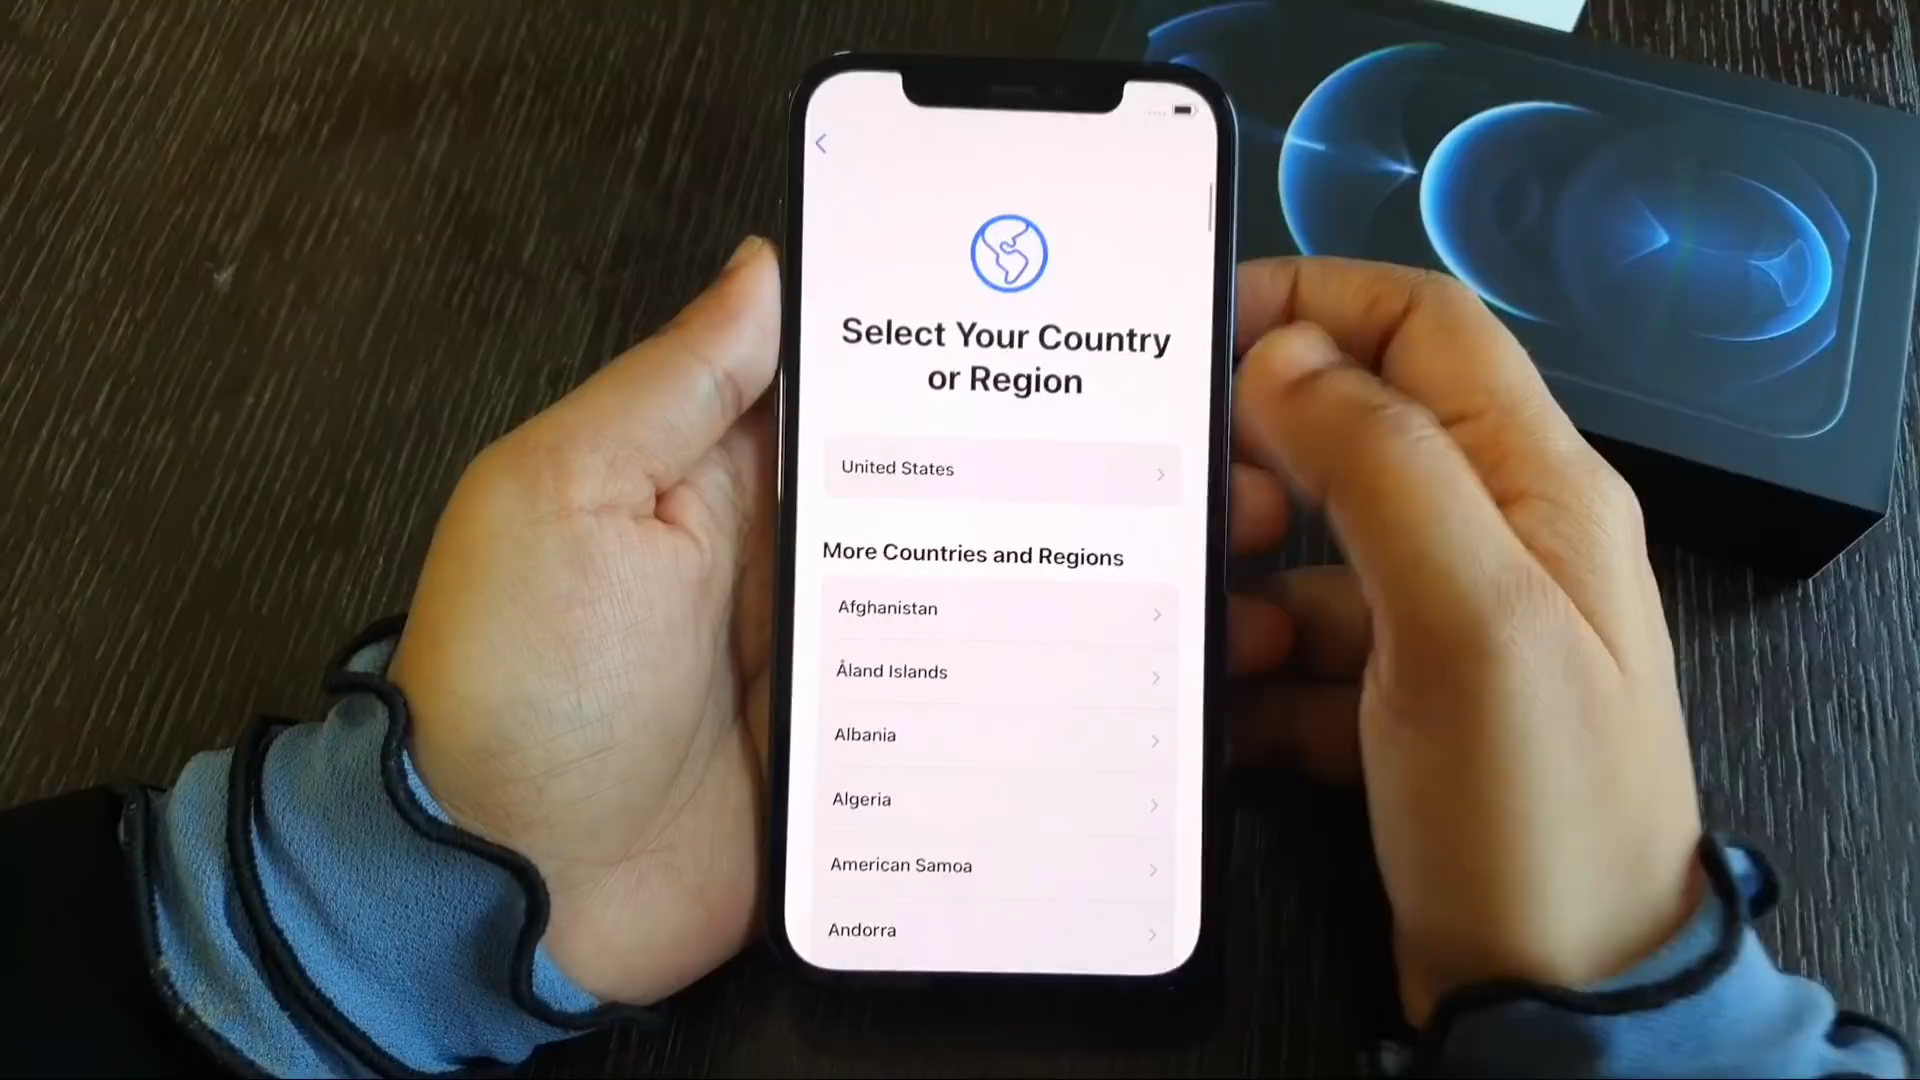 Select Your Country
or Region
United States
More Countries and Regions
Afghanistan
Åland Islands
Albania
Algeria
American Samoa
Andorra